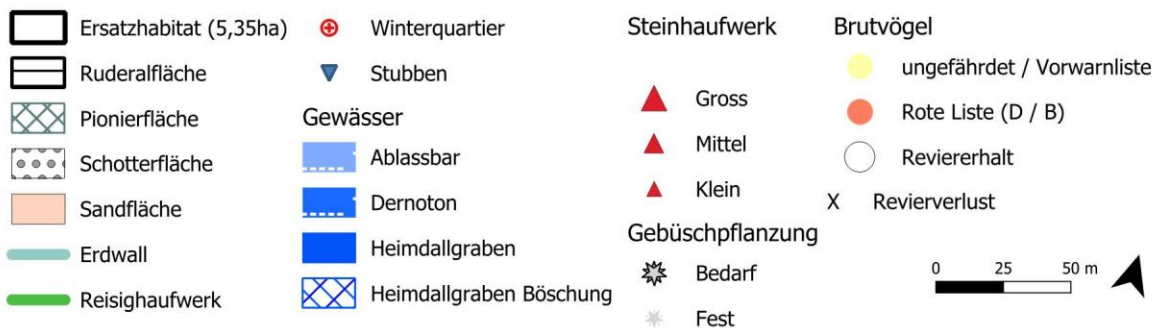 Ersatzhabitat (5,35ha)
Ruderalfläche
Pionierfläche
Schotterfläche
Sandfläche
Erdwall
Reisighaufwerk
Winterquartier
Stubben
Gewässer
Ablassbar
Dernoton
Heimdallgraben
Heimdallgraben Böschung
Steinhaufwerk
Gross
Mittel
Klein
Gebüschpflanzung
Bedarf
Fest
Brutvögel
ungefährdet / Vorwarnliste
Rote Liste (D / B)
Reviererhalt
X Revierverlust
0 25 50 m